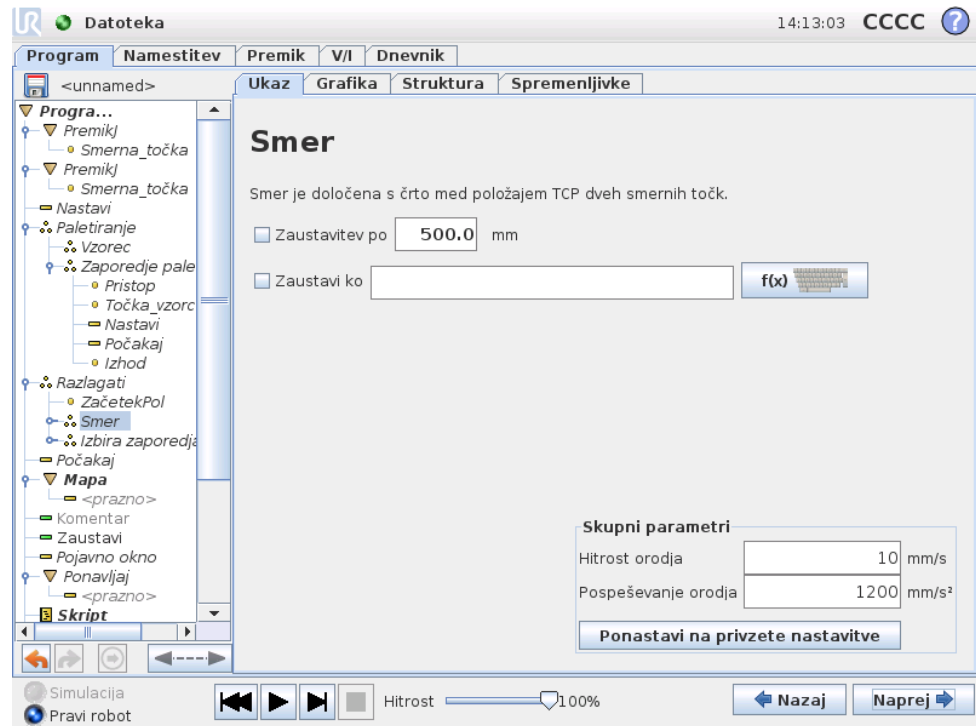 UR Datoteka 14:13:03 CCCC ?
Program Namestitev Premik V/I Dnevnik
<unnamed>
Ukaz Grafika Struktura Spremenljivke
Progra...
PremikJ
Smerna_točka
PremikJ
Smerna_točka
Nastavi
Paletiranje
Vzorec
Zaporedje pale
Pristop
Točka_vzorc
Nastavi
Počakaj
Izhod
Razlagati
ZačetekPol
Smer
Izbira zaporedja
Počakaj
Mapa
<prazno>
Komentar
Zaustavi
Pojavno okno
Ponavljaj
<prazno>
Skript
Smer
Smer je določena s črto med položajem TCP dveh smernih točk.
Zaustavitev po 500.0 mm
Zaustavi ko f(x)
Skupni parametri
Hitrost orodja 10 mm/s
Pospeševanje orodja 1200 mm/s²
Ponastavi na privzete nastavitve
Simulacija
Pravi robot
Hitrost 100%
Nazaj Naprej